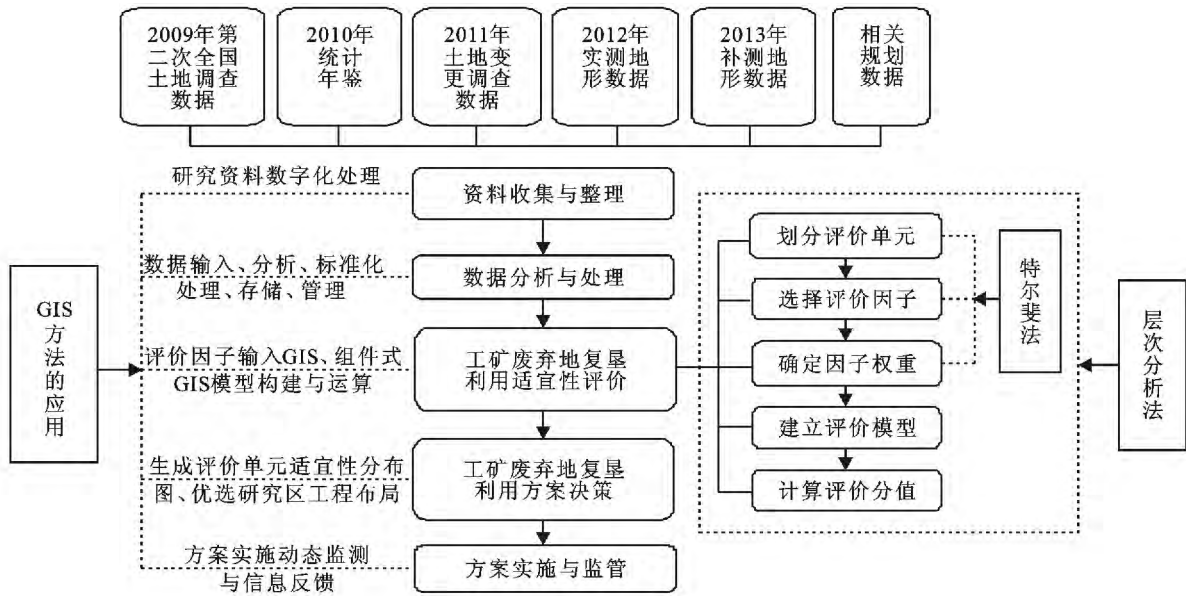 2009年第
二次全国
土地调查
数据
2010年
统计
年鉴
2011年
土地变
更调查
数据
2012年
实测地
形数据
2013年
补测地
形数据
相关
规划
数据
研究资料数字化处理
资料收集与整理
数据输入、分析、标准化
处理、存储、管理
数据分析与处理
GIS
方
法
的
应
用
评价因子输入GIS、组件式
GIS模型构建与运算
工矿废弃地复垦
利用适宜性评价
生成评价单元适宜性分布
图、优选研究区工程布局
工矿废弃地复垦
利用方案决策
方案实施动态监测
与信息反馈
方案实施与监管
划分评价单元
选择评价因子
确定因子权重
建立评价模型
计算评价分值
特
尔
斐
法
层
次
分
析
法